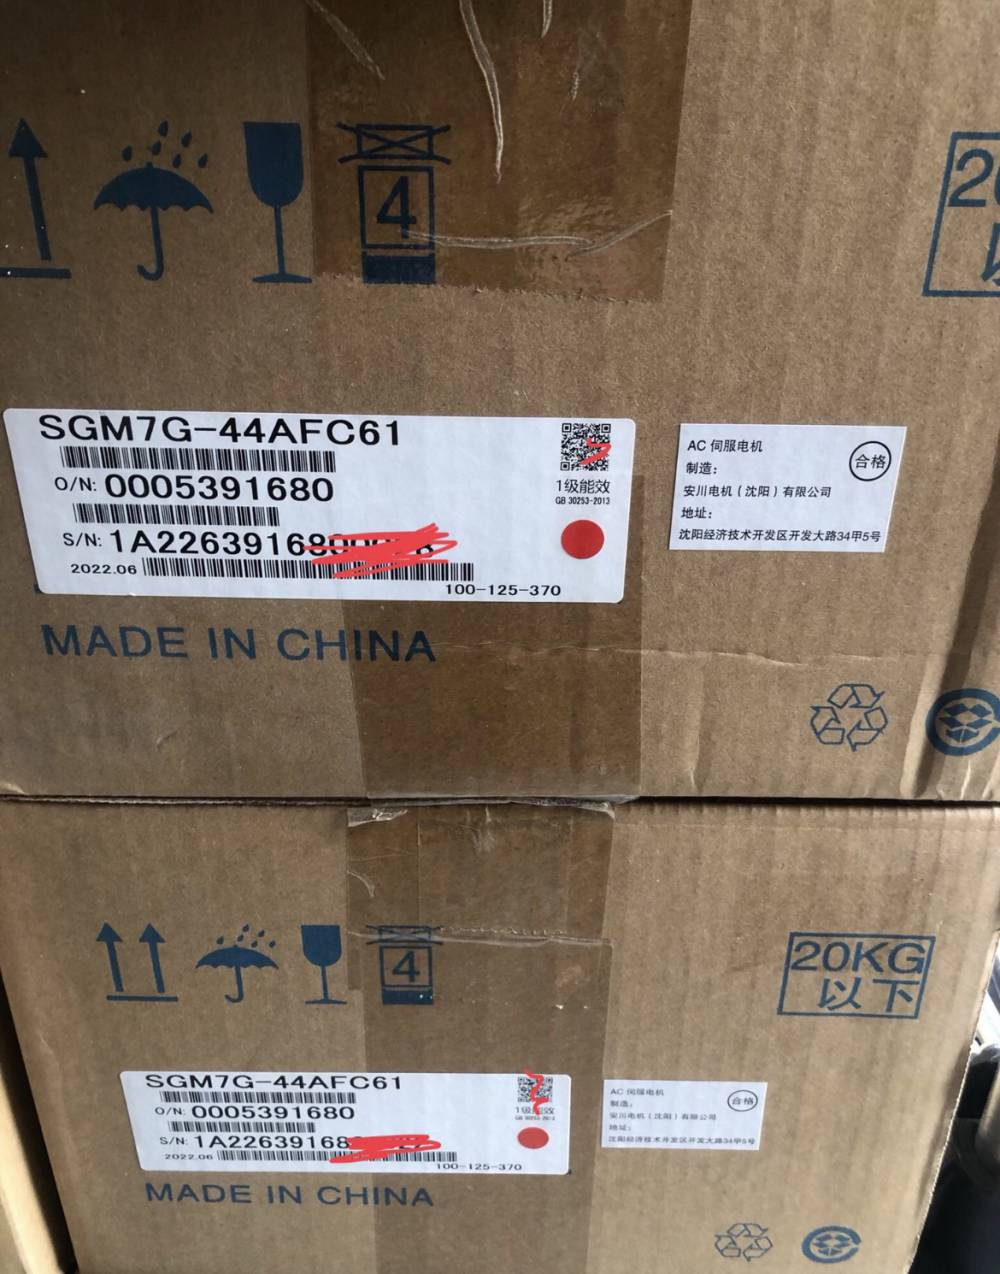 4
20
以
SGM7G-44AFC61
O/N: 0005391680
S/N: 1A22639168
2022.06
100-125-370
1级能效
GB 30253-2013
AC 伺服电机
合格
制造：
安川电机（沈阳）有限公司
地址：
沈阳经济技术开发区开发大路34甲5号
MADE IN CHINA
4
20KG
以下
SGM7G-44AFC61
O/N: 0005391680
S/N: 1A22639168
2022.06
100-125-370
1级能效
GB 30253-2013
AC 伺服电机
合格
制造：
安川电机（沈阳）有限公司
地址：
沈阳经济技术开发区开发大路34甲5号
MADE IN CHINA